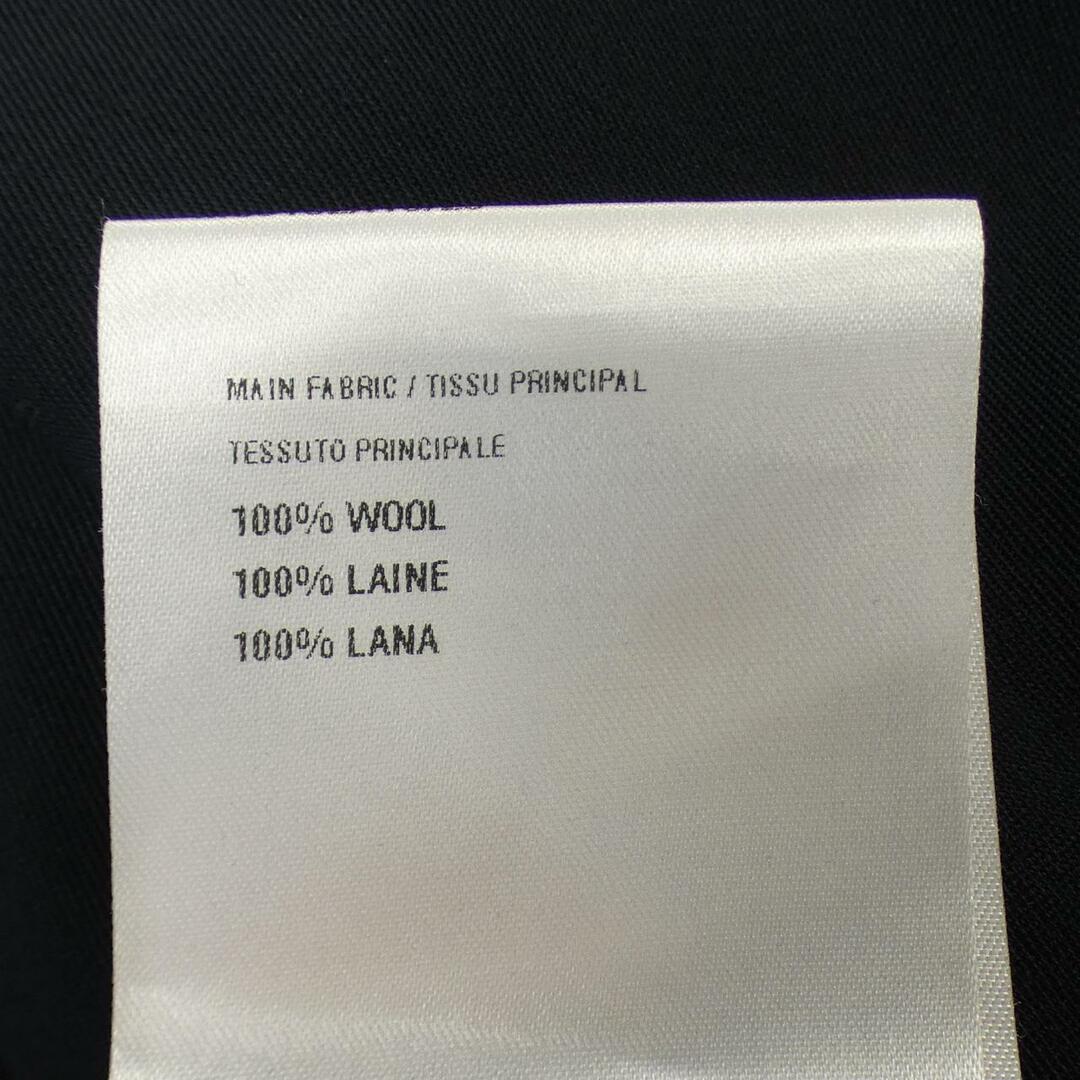 MAIN FABRIC / TISSU PRINCIPAL
TESSUTO PRINCIPALE
100% WOOL
100% LAINE
100% LANA